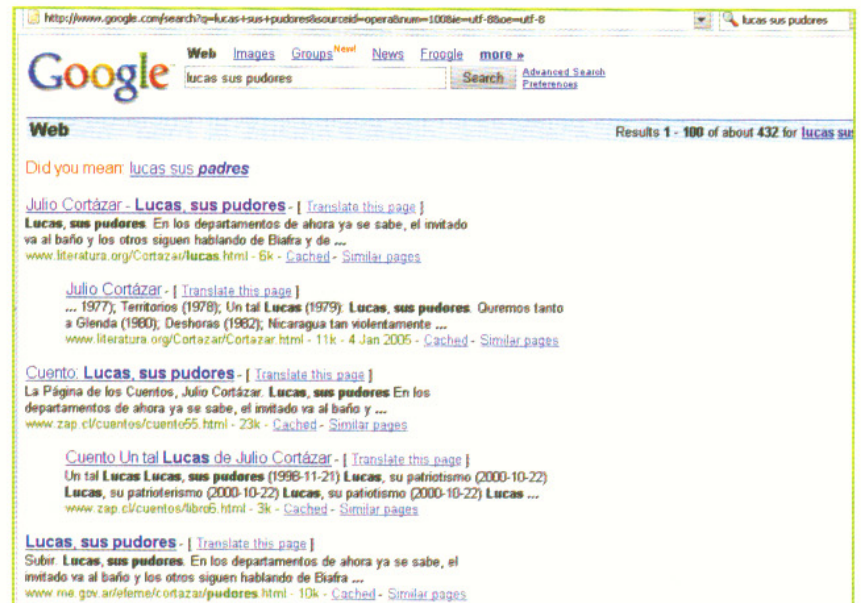 http://www.google.com/search?q=lucas+sus+pudores&sourceid=opera&num=100&ie=utf-8&oe=utf-8 lucas sus pudores
Google Web Images Groups New! News Froogle more »
lucas sus pudores Search Advanced Search
Preferences
Web Results 1 - 100 of about 432 for lucas sus
Did you mean: lucas sus padres
Julio Cortázar - Lucas, sus pudores - [ Translate this page ]
Lucas, sus pudores. En los departamentos de ahora ya se sabe, el invitado
va al baño y los otros siguen hablando de Biafra y de ...
www.literatura.org/Cortazar/lucas.html - 6k - Cached - Similar pages
Julio Cortázar - [ Translate this page ]
... 1977); Territorios (1978); Un tal Lucas (1979): Lucas, sus pudores. Queremos tanto
a Glenda (1980); Deshoras (1982); Nicaragua tan violentamente ...
www.literatura.org/Cortazar/Cortazar.html - 11k - 4 Jan 2005 - Cached - Similar pages
Cuento: Lucas, sus pudores - [ Translate this page ]
La Página de los Cuentos, Julio Cortázar. Lucas, sus pudores En los
departamentos de ahora ya se sabe, el invitado va al baño y ...
www.zap.cl/cuentos/cuento55.html - 23k - Cached - Similar pages
Cuento Un tal Lucas de Julio Cortázar - [ Translate this page ]
Un tal Lucas Lucas, sus pudores (1998-11-21) Lucas, su patriotismo (2000-10-22)
Lucas, su patrioterismo (2000-10-22) Lucas, su patiotismo (2000-10-22) Lucas ...
www.zap.cl/cuentos/libro6.html - 3k - Cached - Similar pages
Lucas, sus pudores - [ Translate this page ]
Subir. Lucas, sus pudores. En los departamentos de ahora ya se sabe, el
invitado va al baño y los otros siguen hablando de Biafra ...
www.me.gov.ar/efeme/cortazar/pudores.html - 10k - Cached - Similar pages